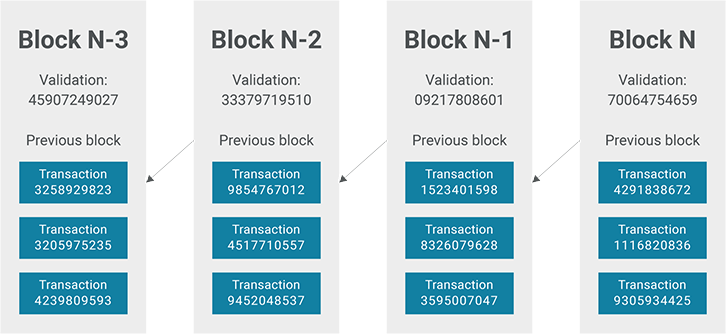 Block N-3
Validation:
45907249027
Previous block
Transaction
3258929823
Transaction
3205975235
Transaction
4239809593
Block N-2
Validation:
33379719510
Previous block
Transaction
9854767012
Transaction
4517710557
Transaction
9452048537
Block N-1
Validation:
09217808601
Previous block
Transaction
1523401598
Transaction
8326079628
Transaction
3595007047
Block N
Validation:
70064754659
Previous block
Transaction
4291838672
Transaction
1116820836
Transaction
9305934425